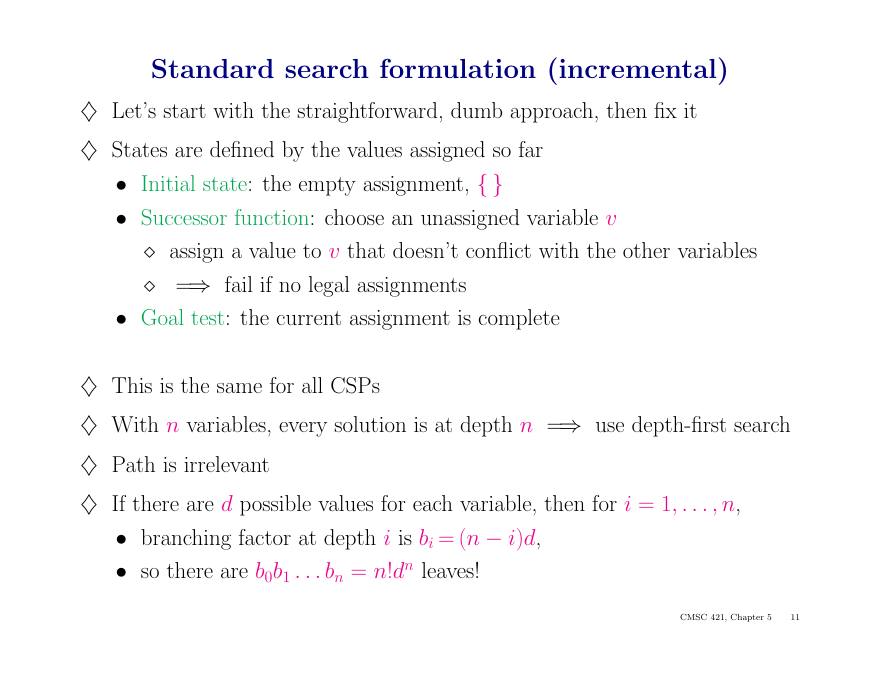 Standard search formulation (incremental)
♢ Let's start with the straightforward, dumb approach, then fix it
♢ States are defined by the values assigned so far
• Initial state: the empty assignment, { }
• Successor function: choose an unassigned variable v
⋄ assign a value to v that doesn't conflict with the other variables
⋄ ⟹ fail if no legal assignments
• Goal test: the current assignment is complete
♢ This is the same for all CSPs
♢ With n variables, every solution is at depth n ⟹ use depth-first search
♢ Path is irrelevant
♢ If there are d possible values for each variable, then for i = 1, . . . , n,
• branching factor at depth i is bᵢ = (n − i)d,
• so there are b₀b₁ . . . bₙ = n!dⁿ leaves!
CMSC 421, Chapter 5 11